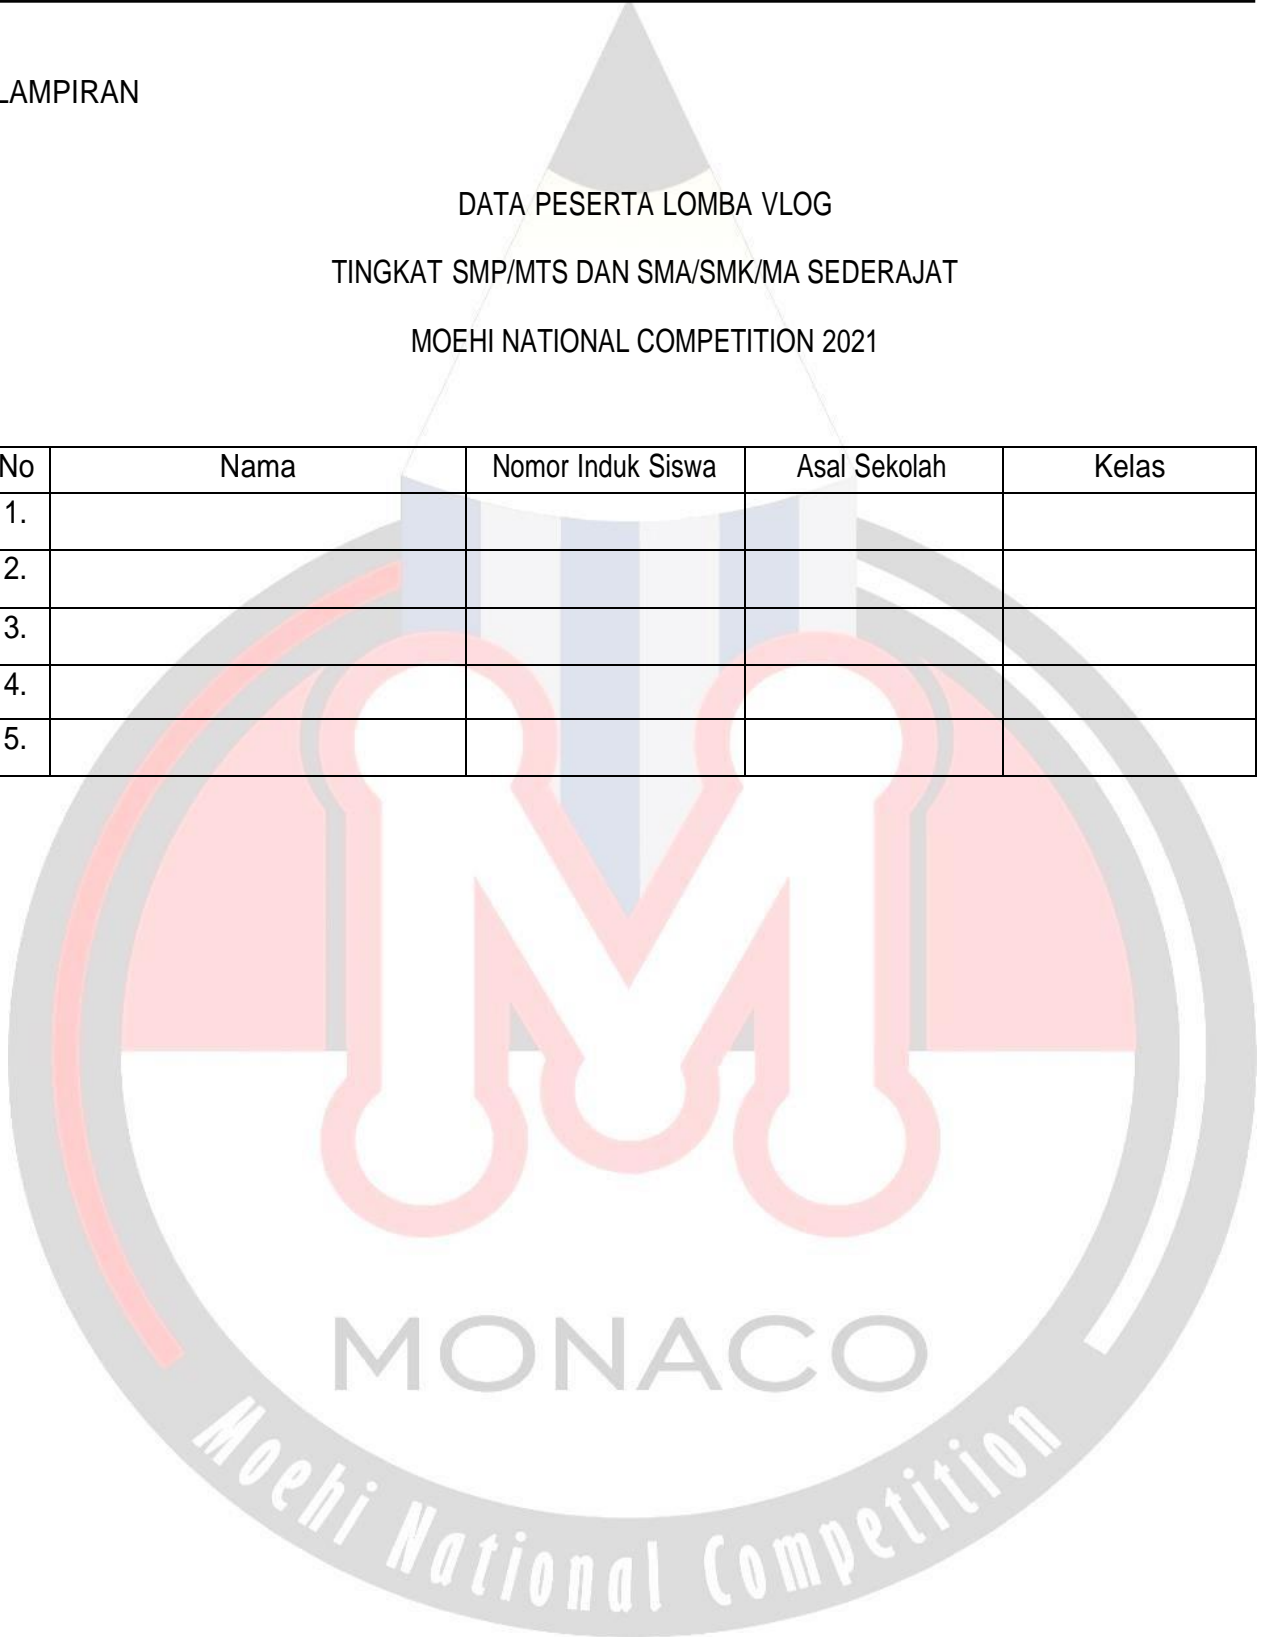 LAMPIRAN
DATA PESERTA LOMBA VLOG
TINGKAT SMP/MTS DAN SMA/SMK/MA SEDERAJAT
MOEHI NATIONAL COMPETITION 2021
No Nama Nomor Induk Siswa Asal Sekolah Kelas
1.
2.
3.
4.
5.
MONACO
Moehi National Competition